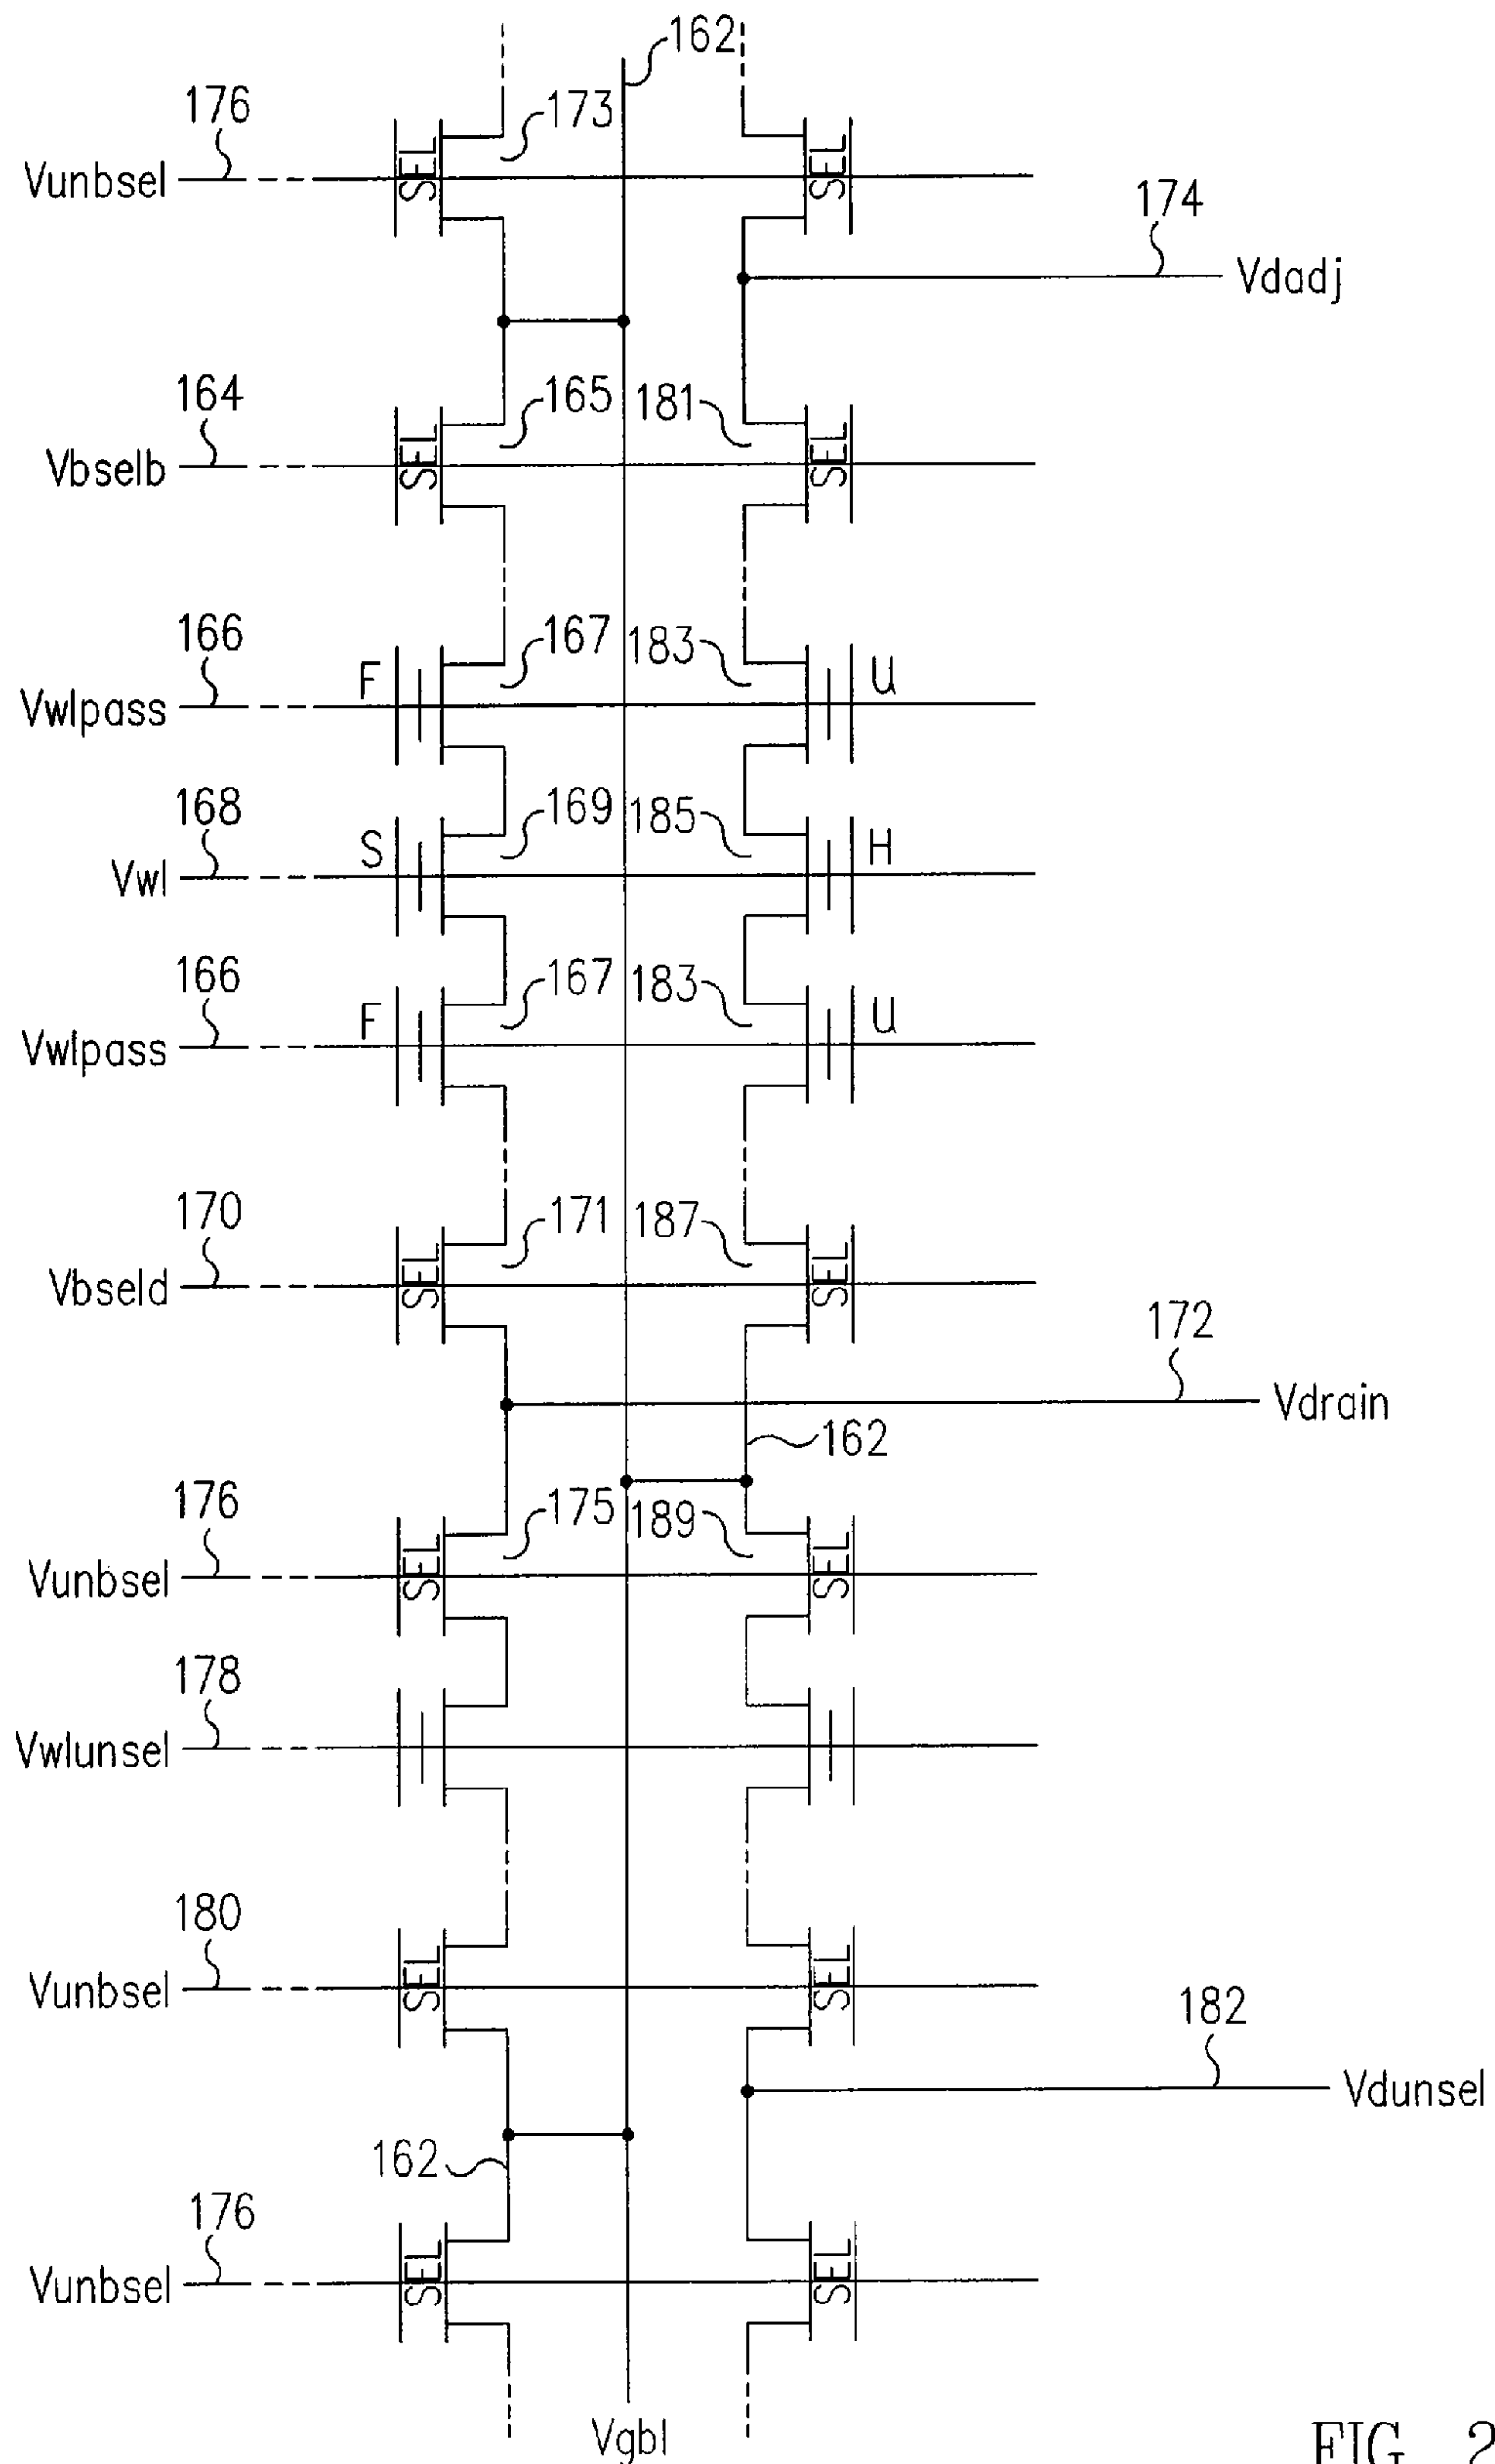 162
176
173
Vunbsel
SEL
SEL
174
Vdadj
164
165
181
Vbselb
SEL
SEL
166
167
183
Vwlpass
F
U
168
169
185
Vwl
S
H
166
167
183
Vwlpass
F
U
170
171
187
Vbseld
SEL
SEL
172
Vdrain
162
176
175
189
Vunbsel
SEL
SEL
178
Vwlunsel
180
Vunbsel
SEL
SEL
182
Vdunsel
162
176
Vunbsel
SEL
SEL
Vgbl
FIG. 2